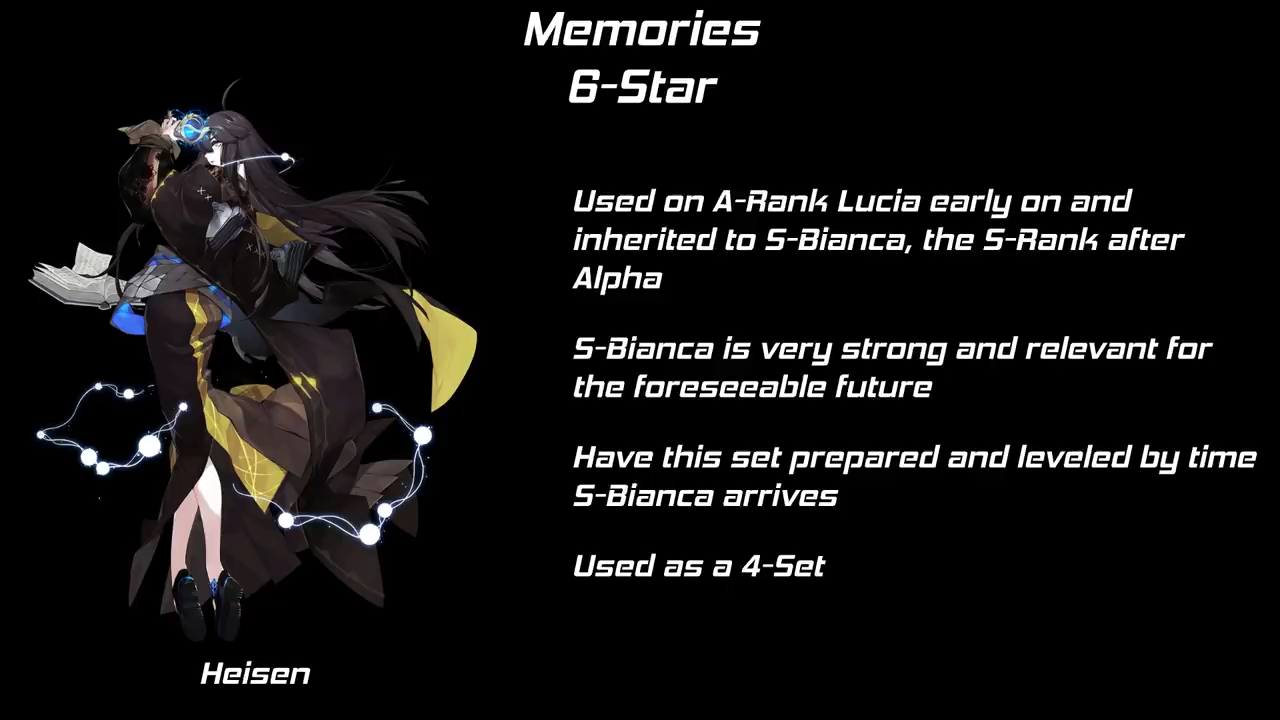 Memories
6-Star
Used on A-Rank Lucia early on and
inherited to S-Bianca, the S-Rank after
Alpha
S-Bianca is very strong and relevant for
the foreseeable future
Have this set prepared and leveled by time
S-Bianca arrives
Used as a 4-Set
Heisen